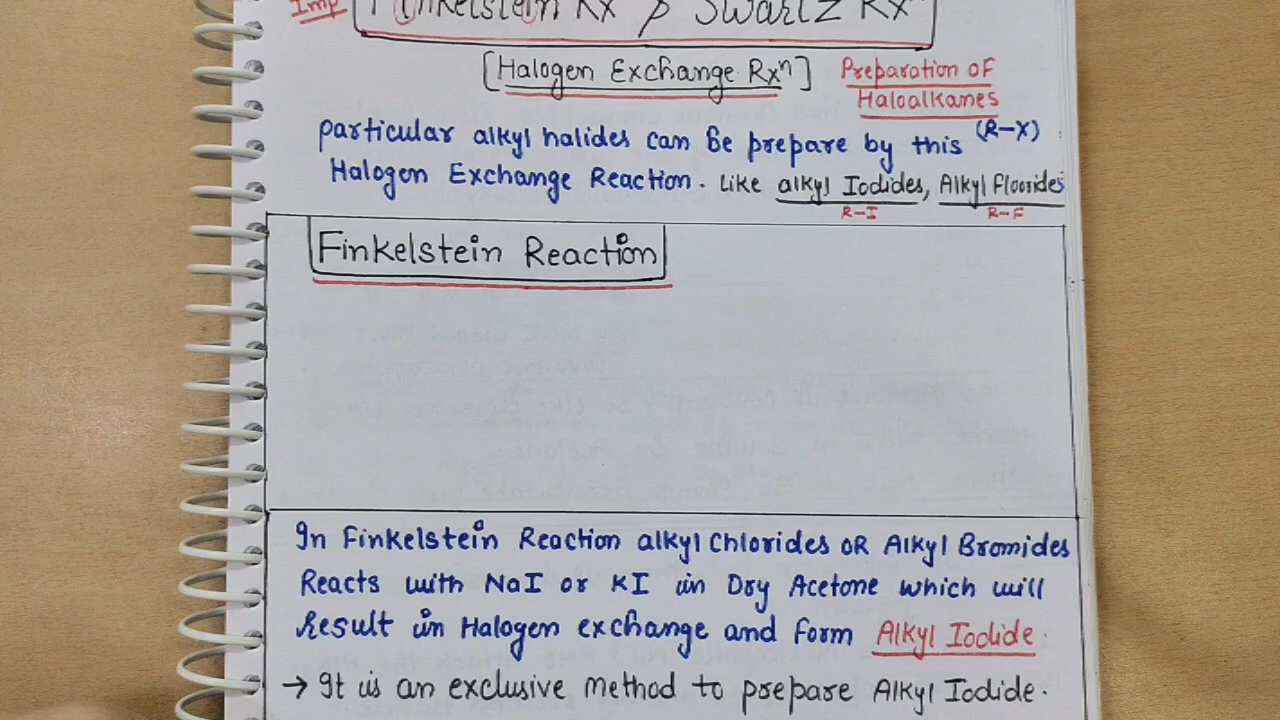 Imp Finkelstein Rx / Swartz Rxn
[Halogen Exchange Rxn] Preparation of
Haloalkanes
(R-X)
particular alkyl halides can be prepare by this
Halogen Exchange Reaction. Like alkyl Iodides, Alkyl Flourides
R-I R-F
Finkelstein Reaction
In Finkelstein Reaction alkyl Chlorides OR Alkyl Bromides
Reacts with NaI or KI in Dry Acetone which will
Result in Halogen exchange and form Alkyl Iodide.
→ It is an exclusive method to prepare Alkyl Iodide.